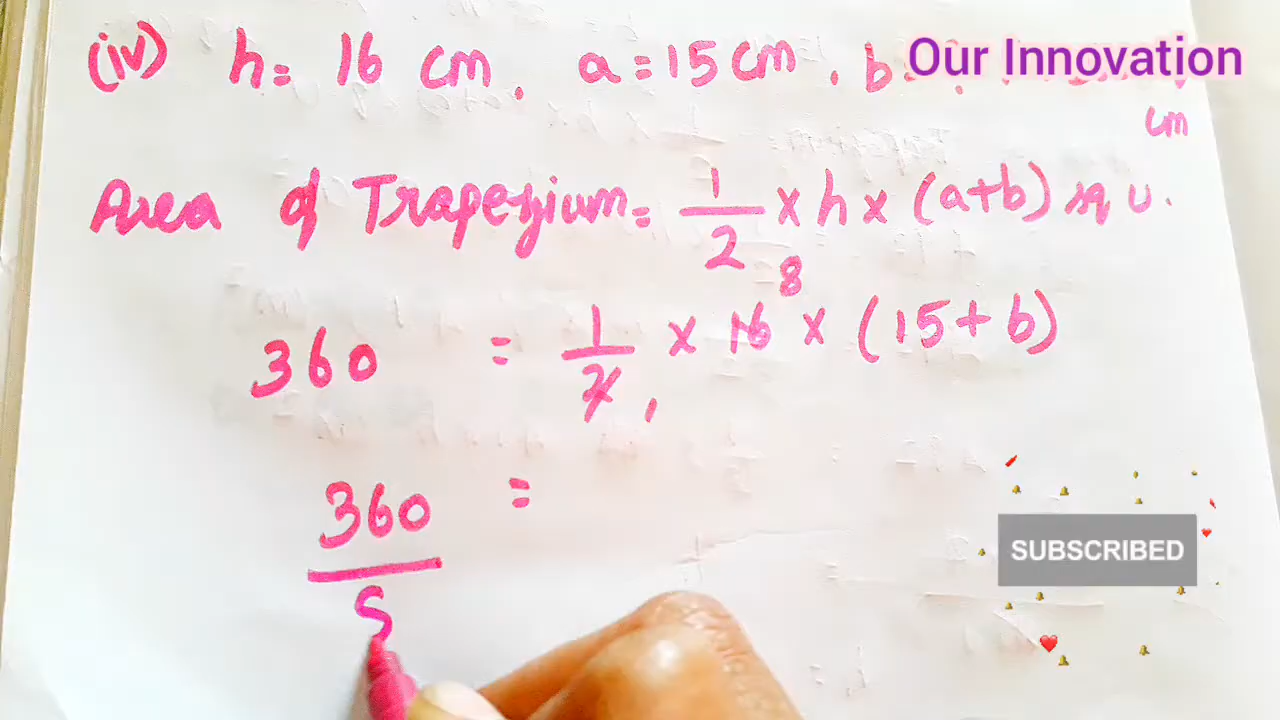 (iv) h = 16 cm, a = 15 cm, b Our Innovation
cm
Area of Trapezium = 1/2 × h × (a+b) sq u.
8
360 = 1/2 × 16 × (15 + b)
1
360 =
SUBSCRIBED